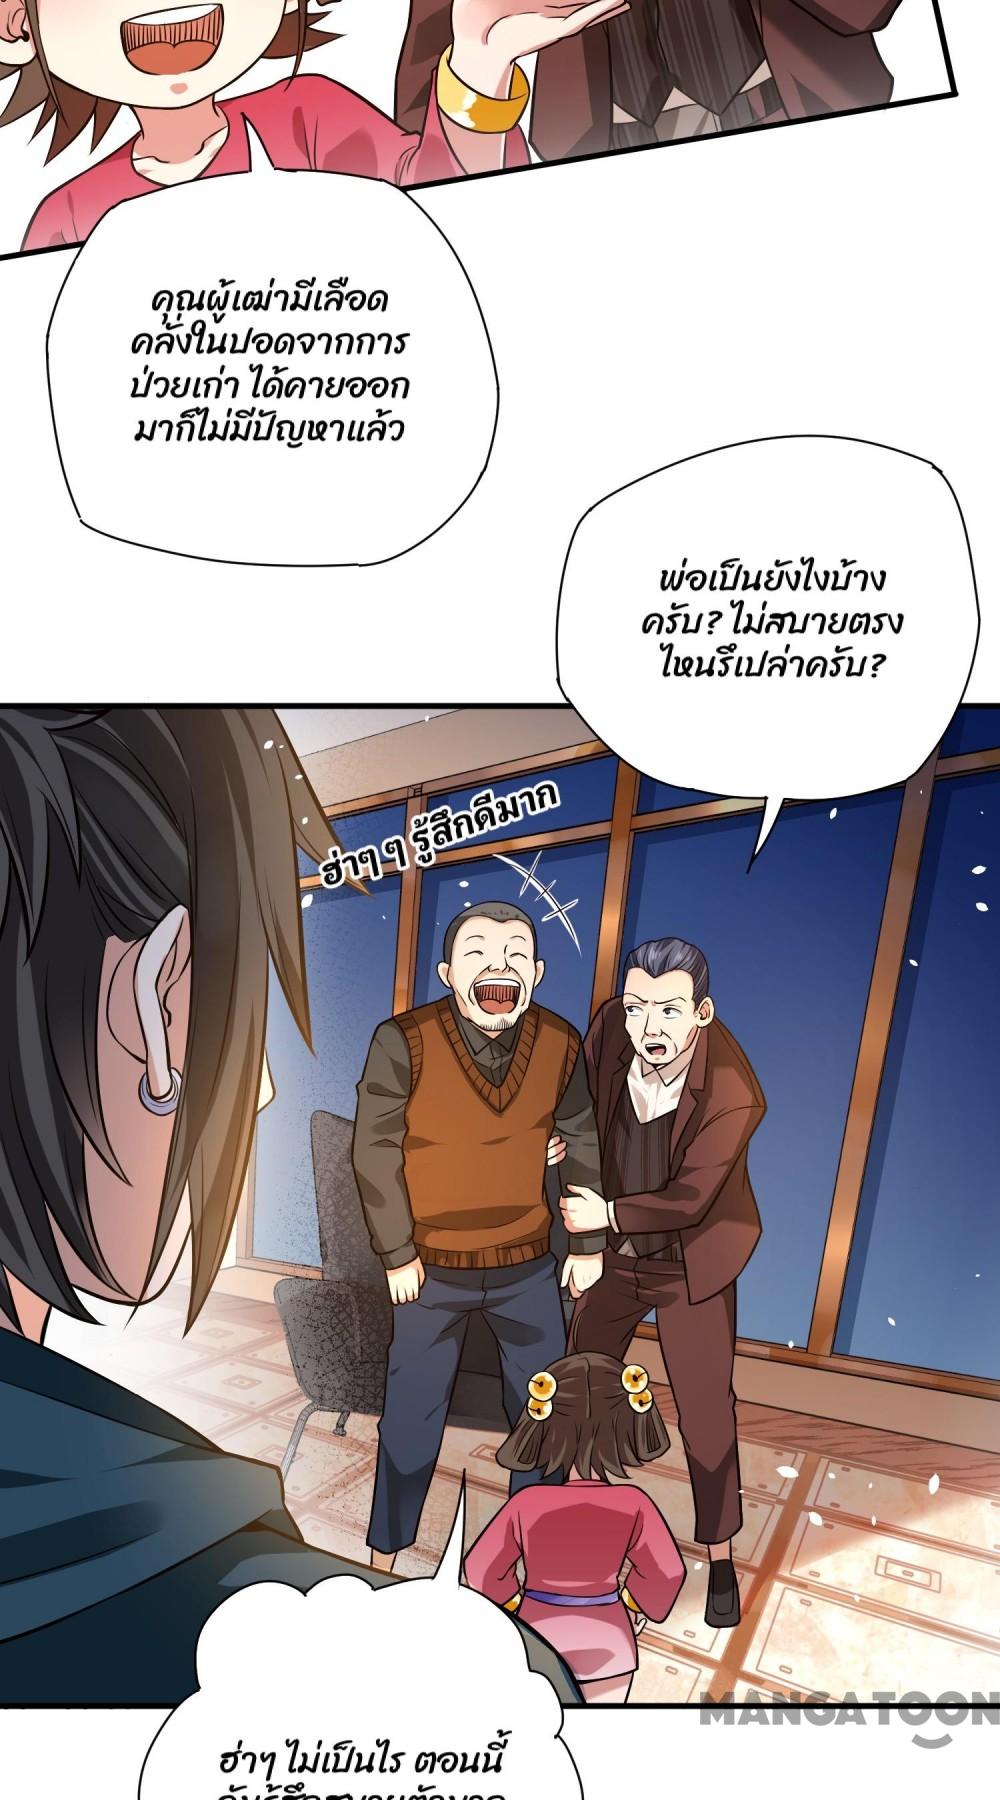 คุณผู้เฒ่ามีเลือด
คลั่งในปอดจากการ
ป่วยเก่า ได้คายออก
มาก็ไม่มีปัญหาแล้ว
พ่อเป็นยังไงบ้าง
ครับ? ไม่สบายตรง
ไหนรึเปล่าครับ?
ฮ่าๆ ๆ รู้สึกดีมาก
MANGATOON
ฮ่าๆ ไม่เป็นไร ตอนนี้